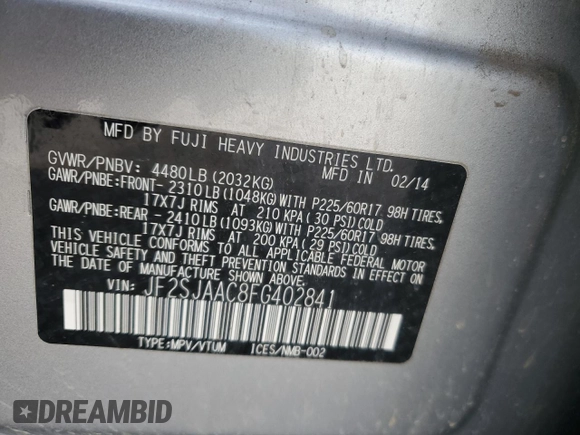 MFD BY FUJI HEAVY INDUSTRIES LTD.
MFD IN 02/14
GVWR/PNBV: 4480LB(2032KG)
GAWR/PNBE:FRONT- 2310LB(1048KG)WITH P225/60R17 98H TIRES,
17X7J RIMS AT 210 KPA(30 PSI)COLD
GAWR/PNBE:REAR - 2410LB(1093KG)WITH P225/60R17 98H TIRES,
17X7J RIMS AT 200 KPA(29 PSI)COLD
THIS VEHICLE CONFORMS TO ALL APPLICABLE FEDERAL MOTOR
VEHICLE SAFETY AND THEFT PREVENTION STANDARDS IN EFFECT ON
THE DATE OF MANUFACTURE SHOWN ABOVE.
VIN: JF2SJAAC8FG402841
TYPE:MPV/VTUM ICES/NMB-002
DREAMBID